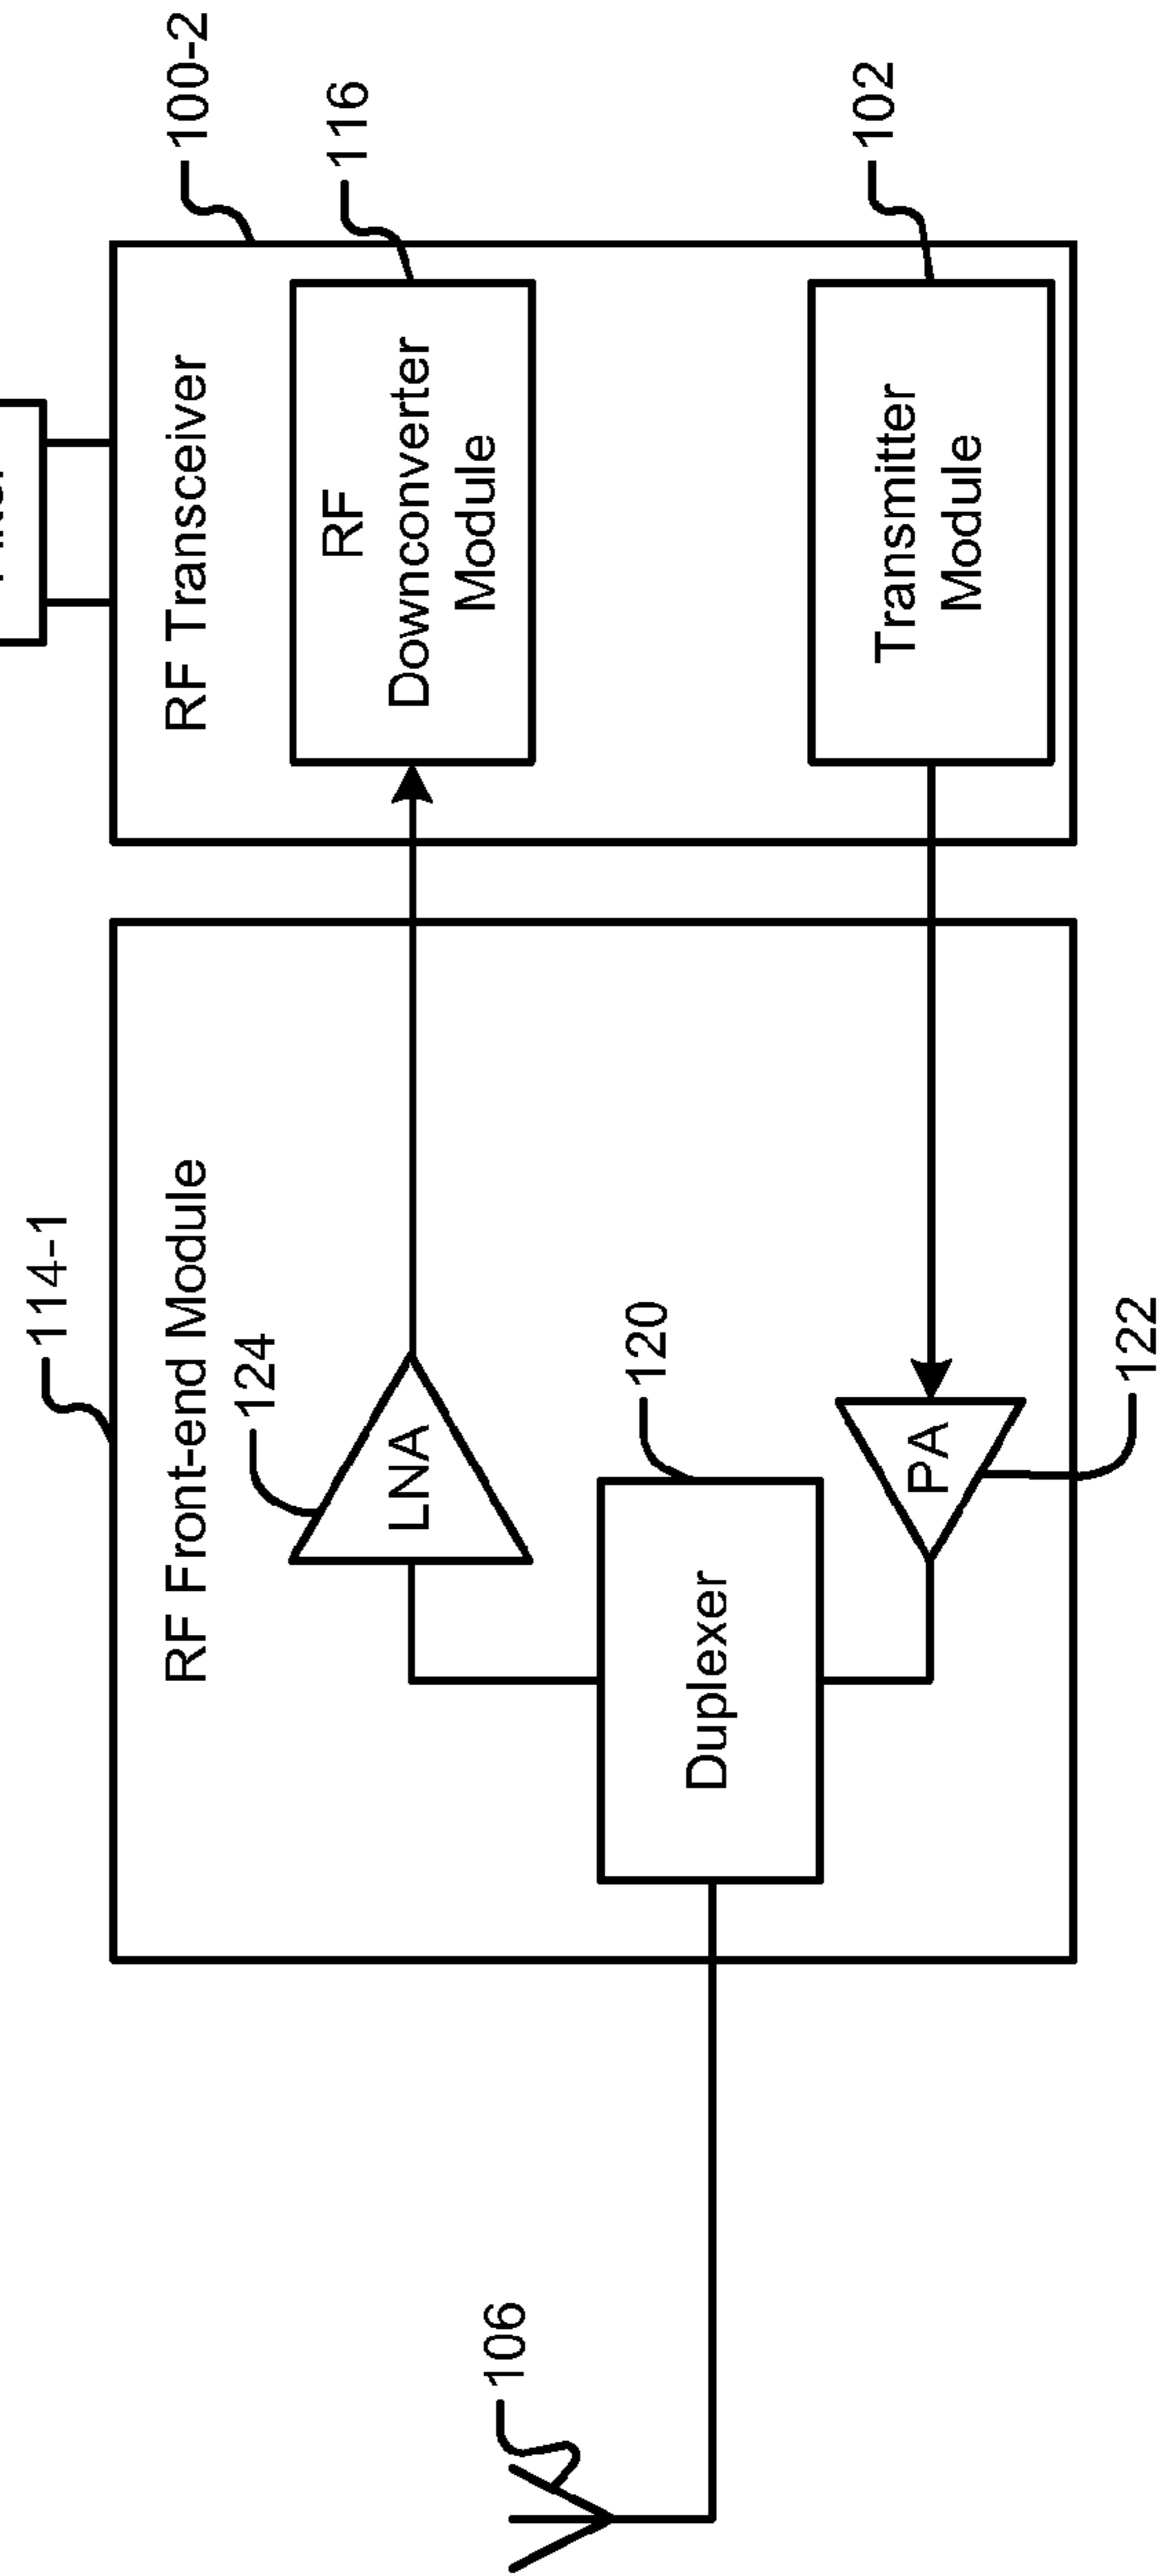 114-1
RF Front-end Module
124
LNA
120
Duplexer
PA
122
106
100-2
RF Transceiver
116
RF
Downconverter
Module
102
Transmitter
Module